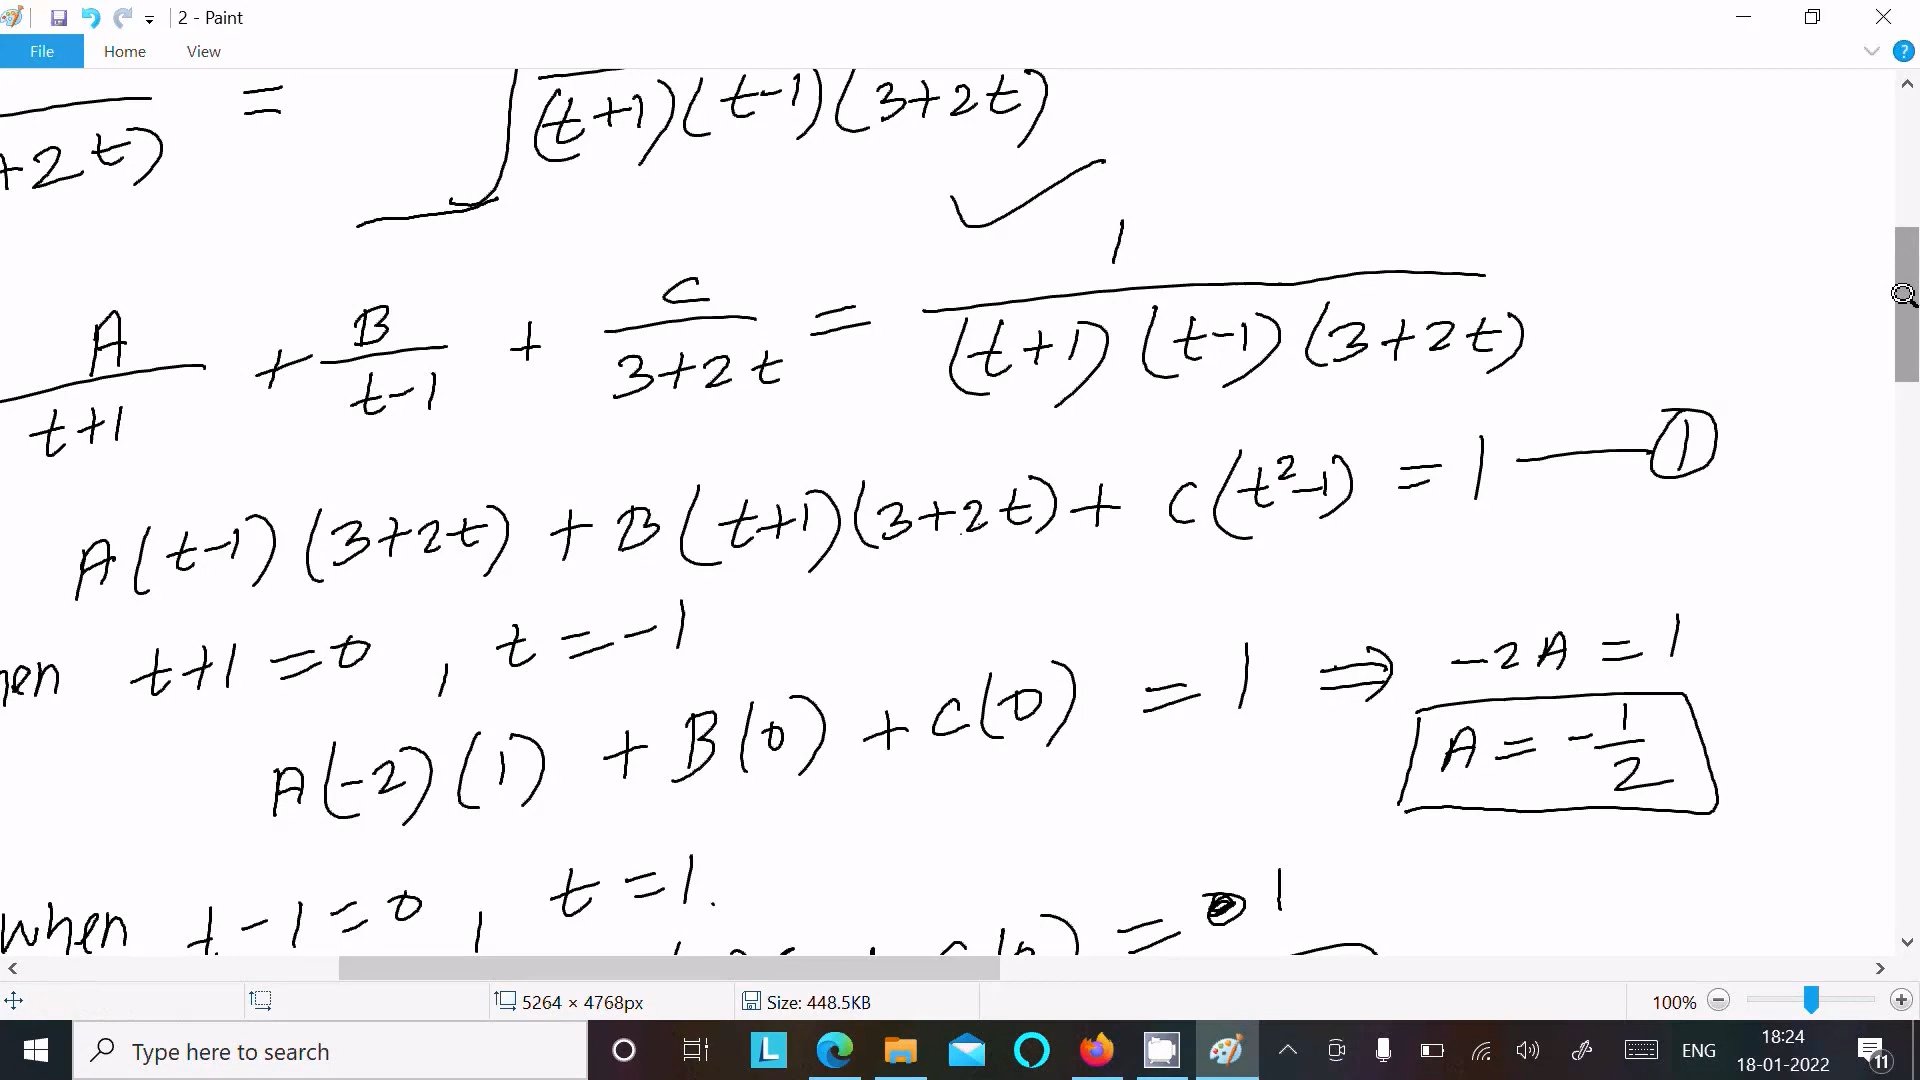 2 - Paint
File Home View
+2t) = ∫ (t+1)(t-1)(3+2t)
A/(t+1) + B/(t-1) + C/(3+2t) = 1/((t+1)(t-1)(3+2t))
A(t-1)(3+2t) + B(t+1)(3+2t) + C(t²-1) = 1 — ①
hen t+1=0, t=-1
A(-2)(1) + B(0) + C(0) = 1 ⇒ -2A = 1
A = -1/2
when t-1=0, t=1.
C(0) = 1
5264 × 4768px Size: 448.5KB 100%
Type here to search L ENG 18:24
18-01-2022 11